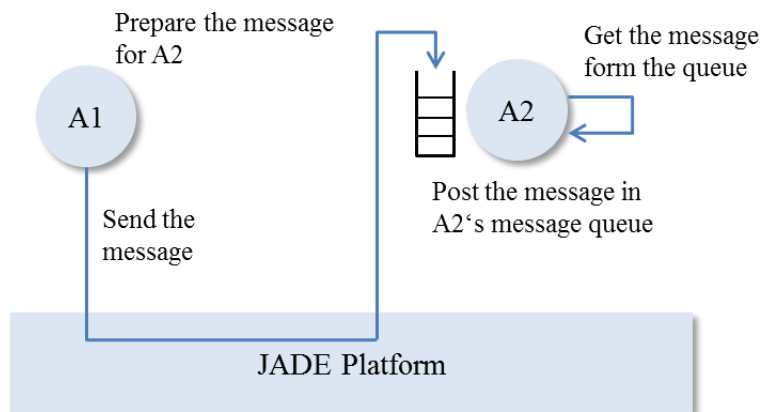 Prepare the message
for A2
A1
Send the
message
Get the message
form the queue
A2
Post the message in
A2‘s message queue
JADE Platform